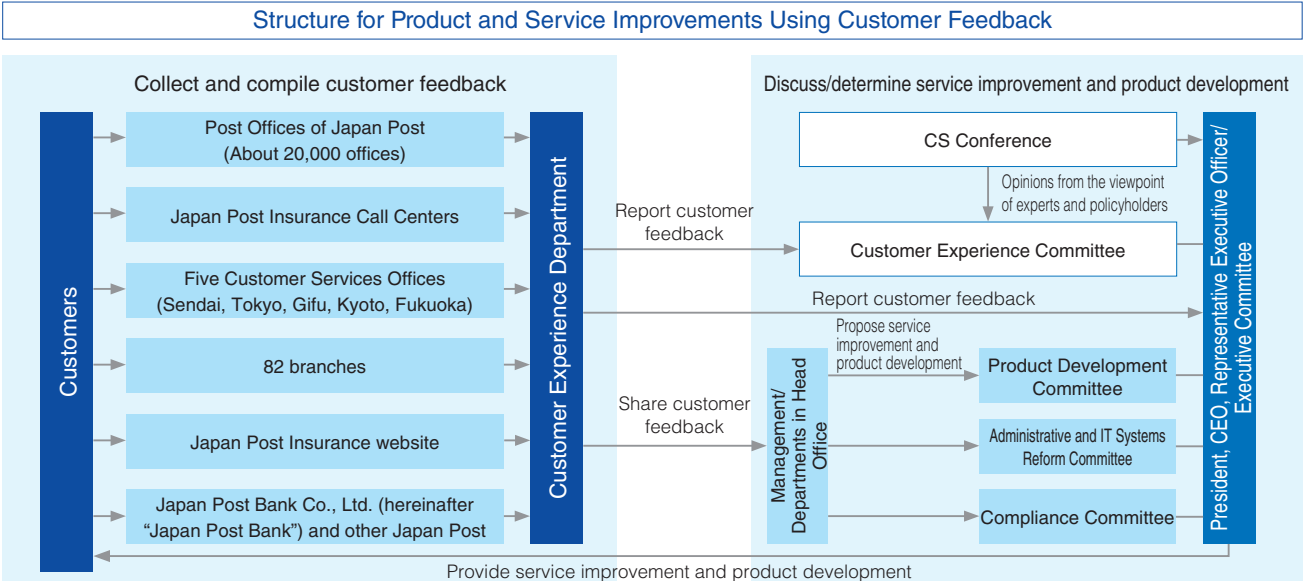 Structure for Product and Service Improvements Using Customer Feedback
Collect and compile customer feedback
Customers
Post Offices of Japan Post
(About 20,000 offices)
Japan Post Insurance Call Centers
Five Customer Services Offices
(Sendai, Tokyo, Gifu, Kyoto, Fukuoka)
82 branches
Japan Post Insurance website
Japan Post Bank Co., Ltd. (hereinafter
“Japan Post Bank”) and other Japan Post
Customer Experience Department
Report customer
feedback
Share customer
feedback
Discuss/determine service improvement and product development
CS Conference
Opinions from the viewpoint
of experts and policyholders
Customer Experience Committee
Report customer feedback
Propose service
improvement and
product development
Management/
Departments in Head
Office
Product Development
Committee
Administrative and IT Systems
Reform Committee
Compliance Committee
President, CEO, Representative Executive Officer/
Executive Committee
Provide service improvement and product development